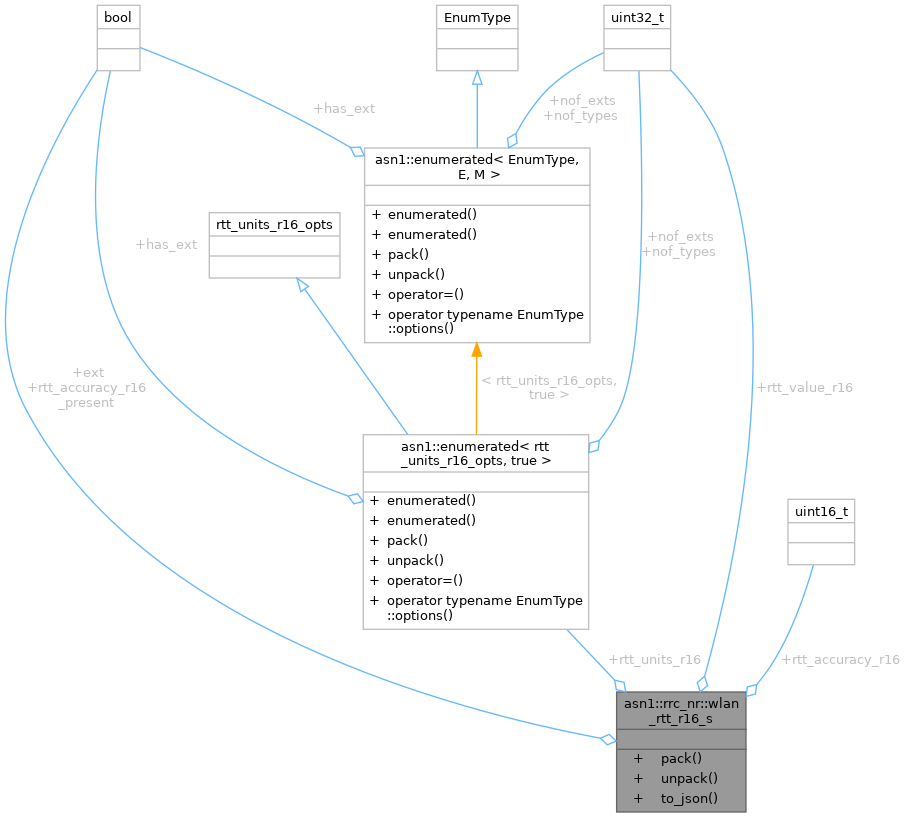 bool
EnumType
uint32_t
+has_ext
+nof_exts
+nof_types
asn1::enumerated< EnumType,
E, M >
+ enumerated()
+ enumerated()
+ pack()
+ unpack()
+ operator=()
+ operator typename EnumType
::options()
rtt_units_r16_opts
+has_ext
+nof_exts
+nof_types
+ext
+rtt_accuracy_r16
_present
< rtt_units_r16_opts,
true >
+rtt_value_r16
asn1::enumerated< rtt
_units_r16_opts, true >
+ enumerated()
+ enumerated()
+ pack()
+ unpack()
+ operator=()
+ operator typename EnumType
::options()
uint16_t
+rtt_units_r16
+rtt_accuracy_r16
asn1::rrc_nr::wlan
_rtt_r16_s
+ pack()
+ unpack()
+ to_json()